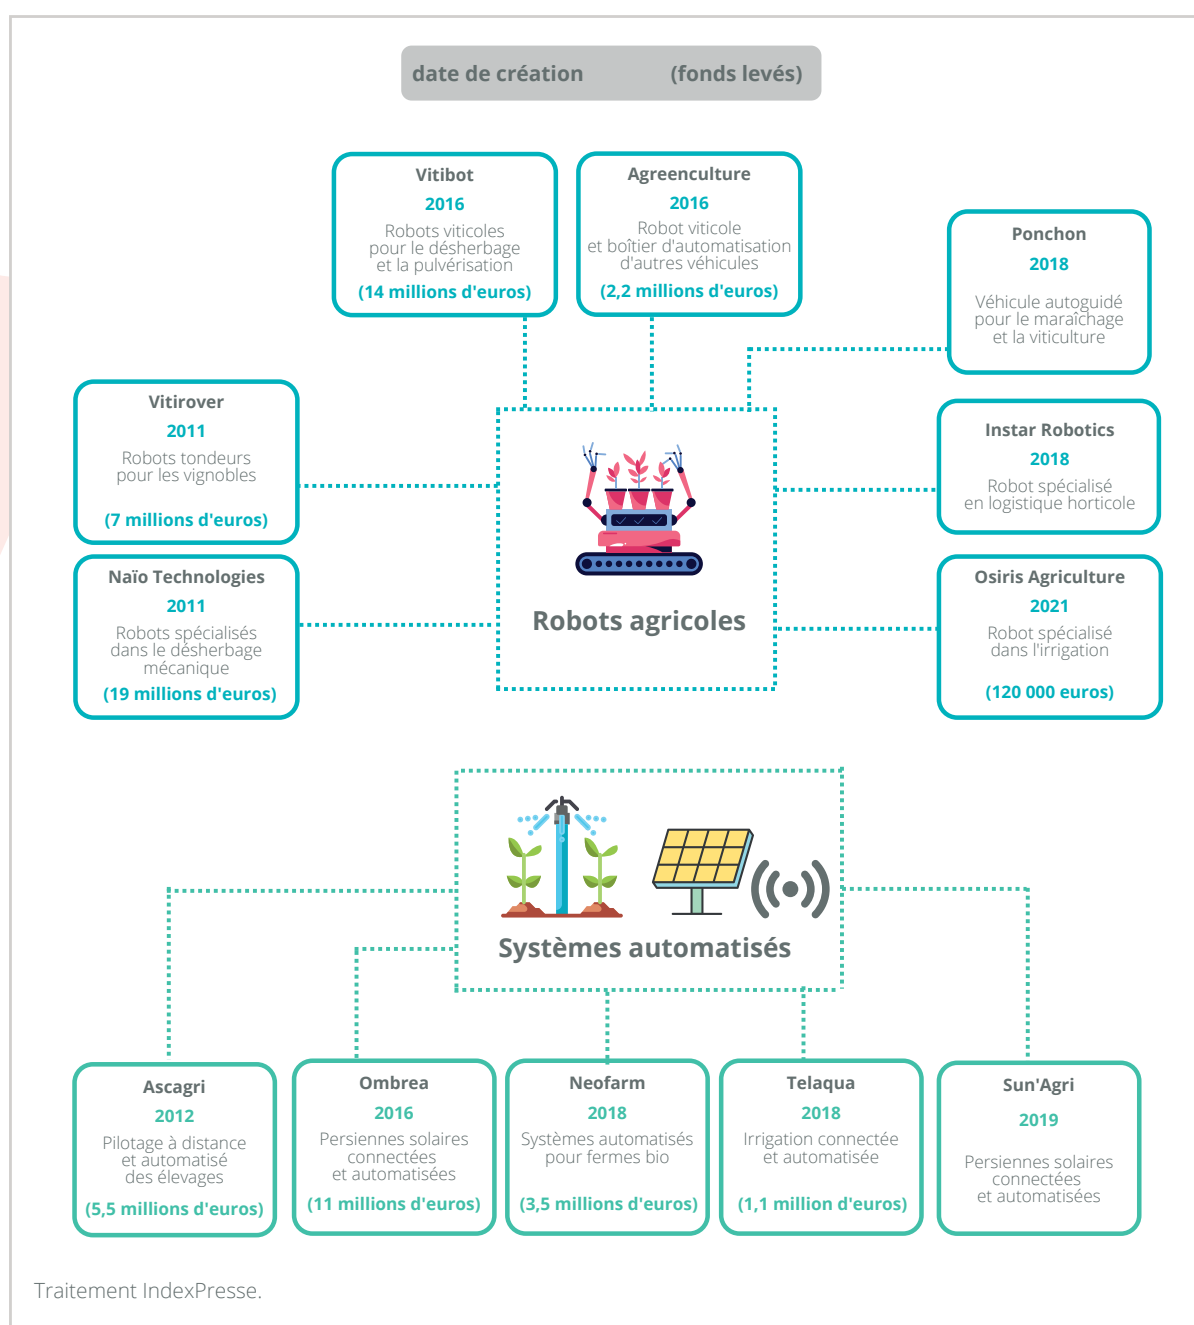 date de création (fonds levés)
Vitibot
2016
Robots viticoles
pour le désherbage
et la pulvérisation
(14 millions d'euros)
Agreenculture
2016
Robot viticole
et boîtier d'automatisation
d'autres véhicules
(2,2 millions d'euros)
Ponchon
2018
Véhicule autoguidé
pour le maraîchage
et la viticulture
Vitirover
2011
Robots tondeurs
pour les vignobles
(7 millions d'euros)
Instar Robotics
2018
Robot spécialisé
en logistique horticole
Naïo Technologies
2011
Robots spécialisés
dans le désherbage
mécanique
(19 millions d'euros)
Robots agricoles
Osiris Agriculture
2021
Robot spécialisé
dans l'irrigation
(120 000 euros)
Systèmes automatisés
Ascagri
2012
Pilotage à distance
et automatisé
des élevages
(5,5 millions d'euros)
Ombrea
2016
Persiennes solaires
connectées
et automatisées
(11 millions d'euros)
Neofarm
2018
Systèmes automatisés
pour fermes bio
(3,5 millions d'euros)
Telaqua
2018
Irrigation connectée
et automatisée
(1,1 million d'euros)
Sun'Agri
2019
Persiennes solaires
connectées
et automatisées
Traitement IndexPresse.